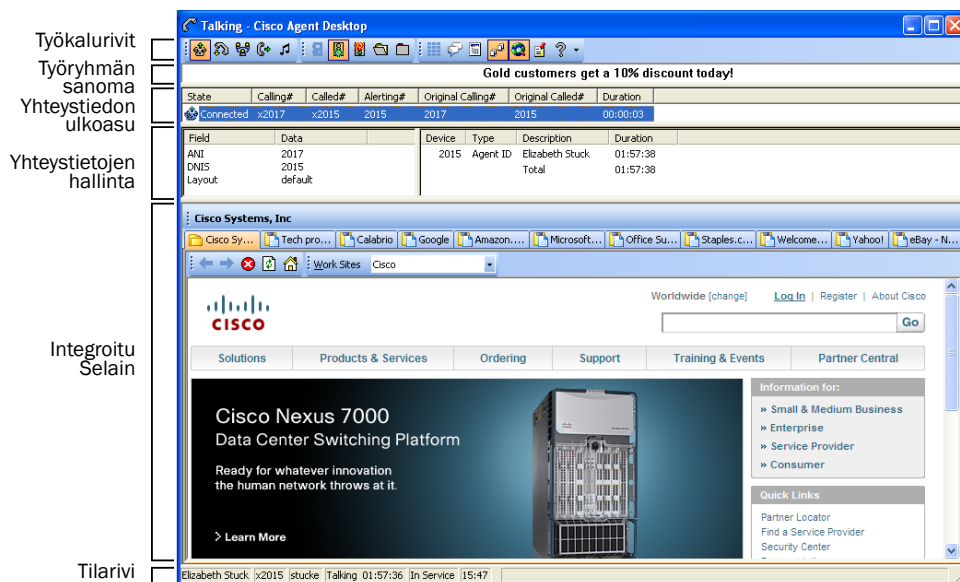 Talking - Cisco Agent Desktop
Työkalurivit
Työryhmän
sanoma
Gold customers get a 10% discount today!
Yhteystiedon
ulkoasu
State Calling# Called# Alerting# Original Calling# Original Called# Duration
Connected x2017 x2015 2015 2017 2015 00:00:03
Yhteystietojen
hallinta
Field Data
ANI 2017
DNIS 2015
Layout default
Device Type Description Duration
2015 Agent ID Elizabeth Stuck 01:57:38
Total 01:57:38
Integroitu
Selain
Cisco Systems, Inc
Cisco Sy... Tech pro... Calabrio Google Amazon.... Microsoft... Office Su... Staples.c... Welcome... Yahoo! eBay - N...
Work Sites Cisco
Worldwide [change] Log In | Register | About Cisco
CISCO
Go
Solutions Products & Services Ordering Support Training & Events Partner Central
Cisco Nexus 7000
Data Center Switching Platform
Ready for whatever innovation
the human network throws at it.
> Learn More
Information for:
» Small & Medium Business
» Enterprise
» Service Provider
» Consumer
Quick Links
Partner Locator
Find a Service Provider
Security Center
Tilarivi
Elizabeth Stuck x2015 stucke Talking 01:57:36 In Service 15:47